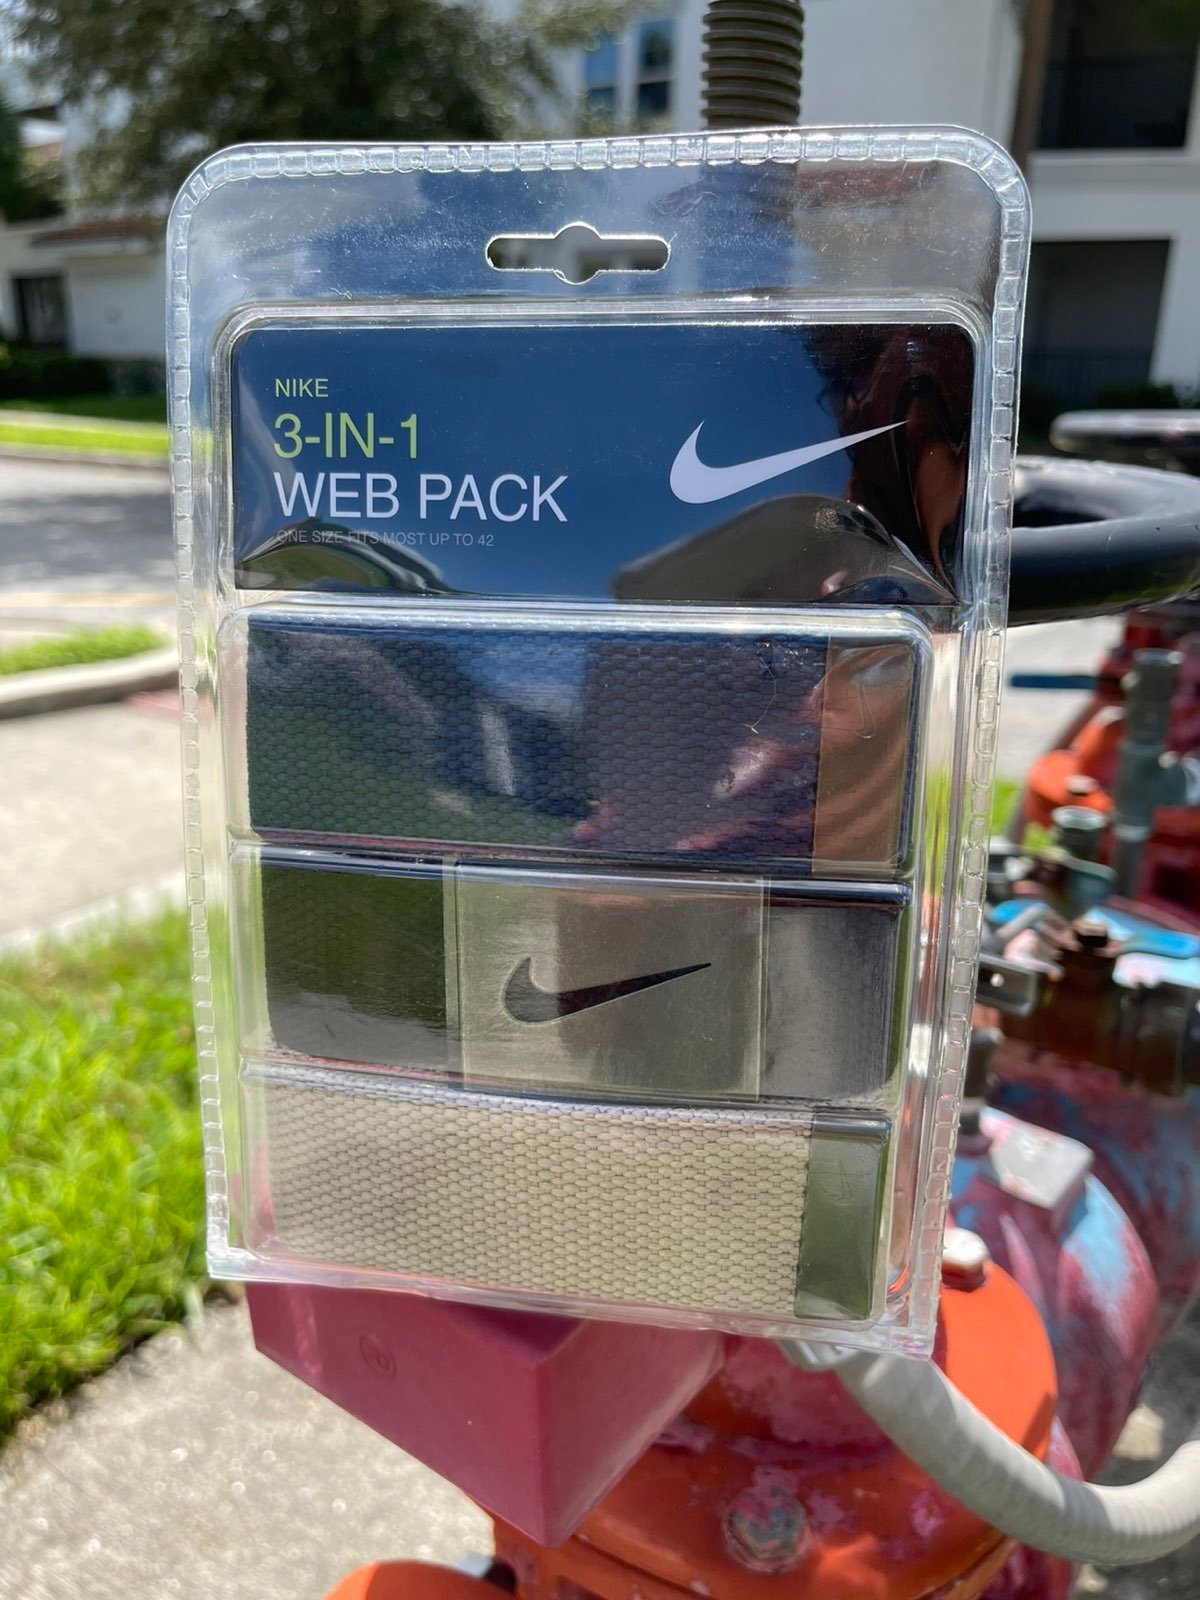 NIKE
3-IN-1
WEB PACK
ONE SIZE FITS MOST UP TO 42